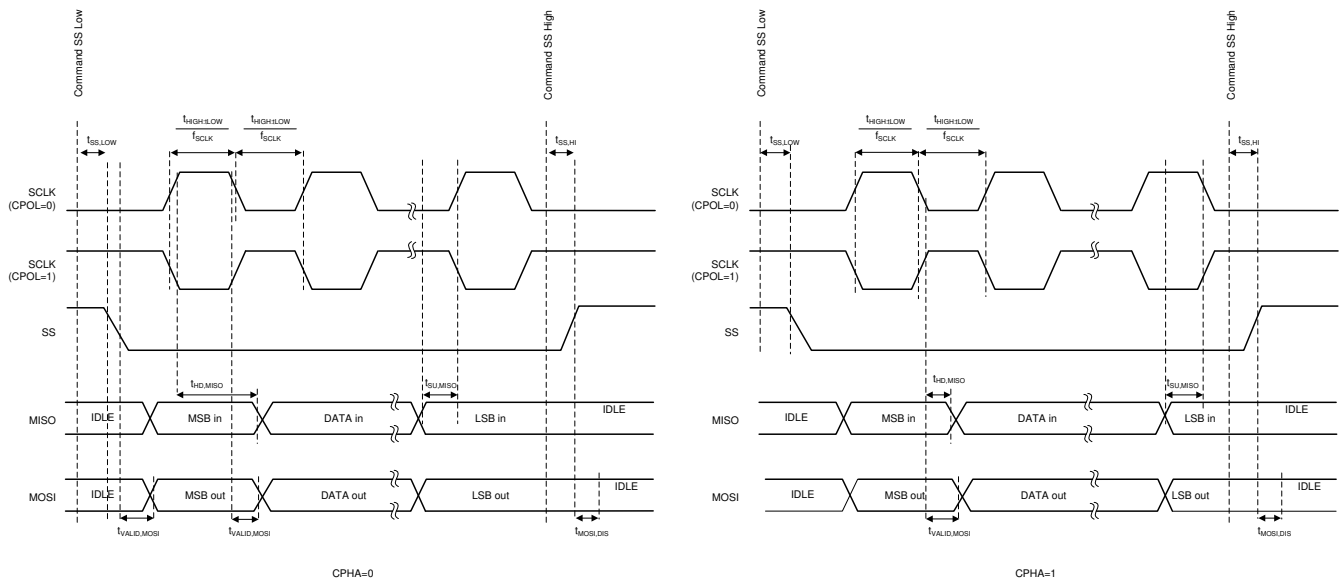 Command SS Low
Command SS High
tHIGH:tLOW
fSCLK
tHIGH:tLOW
fSCLK
tSS,LOW
tSS,HI
SCLK
(CPOL=0)
SCLK
(CPOL=1)
SS
tHD,MISO
tSU,MISO
MISO
IDLE
MSB in
DATA in
LSB in
IDLE
MOSI
IDLE
MSB out
DATA out
LSB out
IDLE
tVALID,MOSI
tVALID,MOSI
tMOSI,DIS
CPHA=0
Command SS Low
Command SS High
tHIGH:tLOW
fSCLK
tHIGH:tLOW
fSCLK
tSS,LOW
tSS,HI
SCLK
(CPOL=0)
SCLK
(CPOL=1)
SS
tHD,MISO
tSU,MISO
MISO
IDLE
MSB in
DATA in
LSB in
IDLE
MOSI
IDLE
MSB out
DATA out
LSB out
IDLE
tVALID,MOSI
tMOSI,DIS
CPHA=1